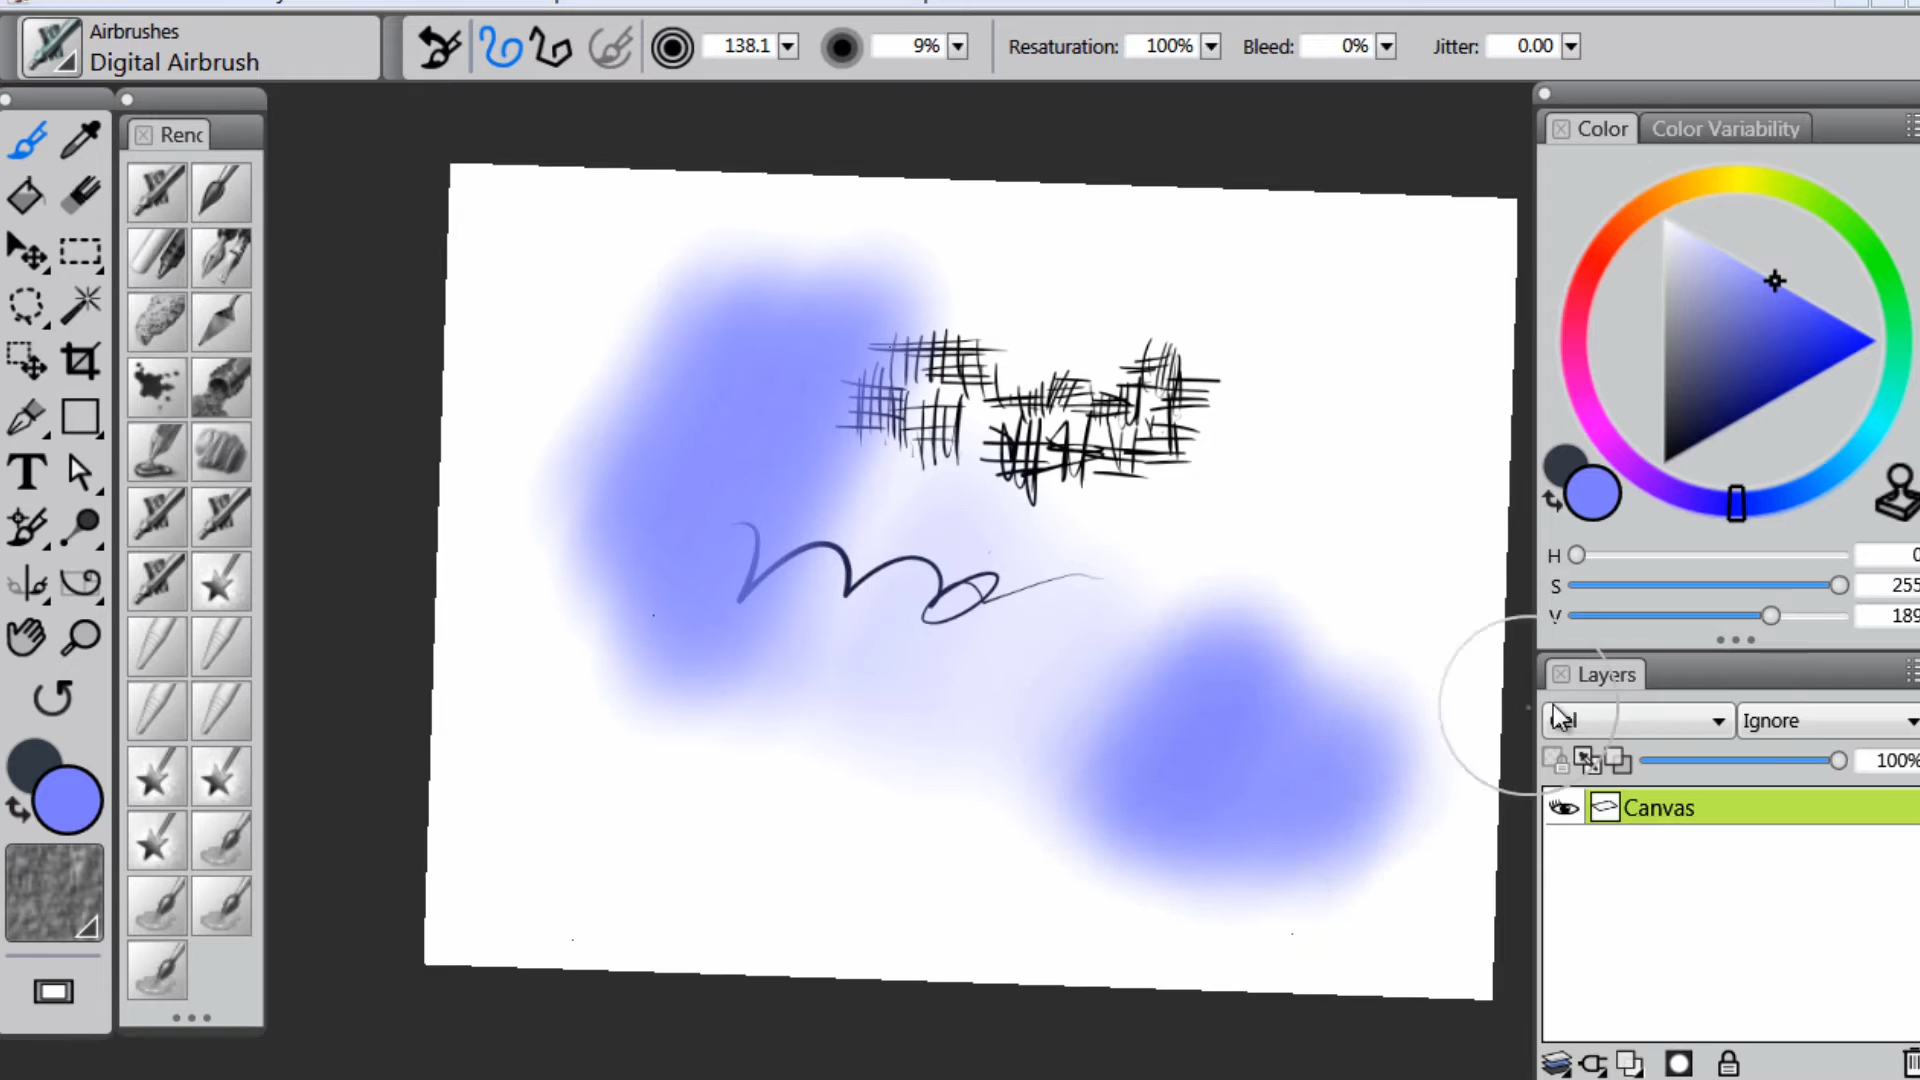 Airbrushes
Digital Airbrush
138.1
9%
Resaturation: 100%
Bleed: 0%
Jitter: 0.00
Renc
Color
Color Variability
H 0
S 255
V 189
Layers
Ignore
100%
Canvas
T